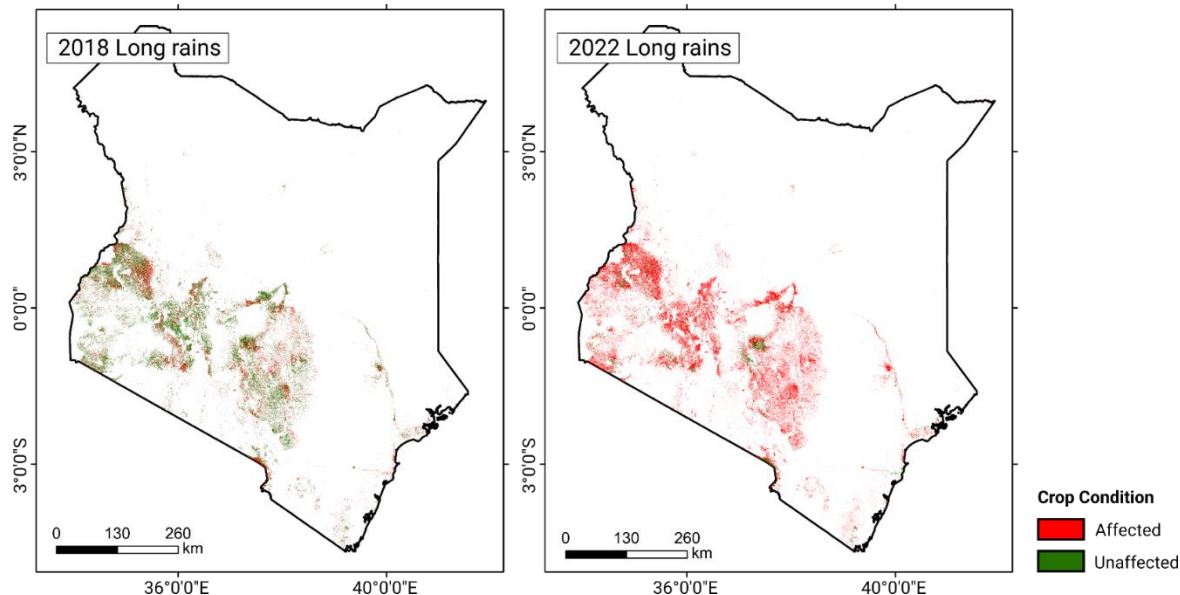 2018 Long rains
2022 Long rains
3°0'0"N
0°0'0"
3°0'0"S
0 130 260
km
36°0'0"E
40°0'0"E
0 130 260
km
36°0'0"E
40°0'0"E
3°0'0"N
0°0'0"
3°0'0"S
Crop Condition
Affected
Unaffected